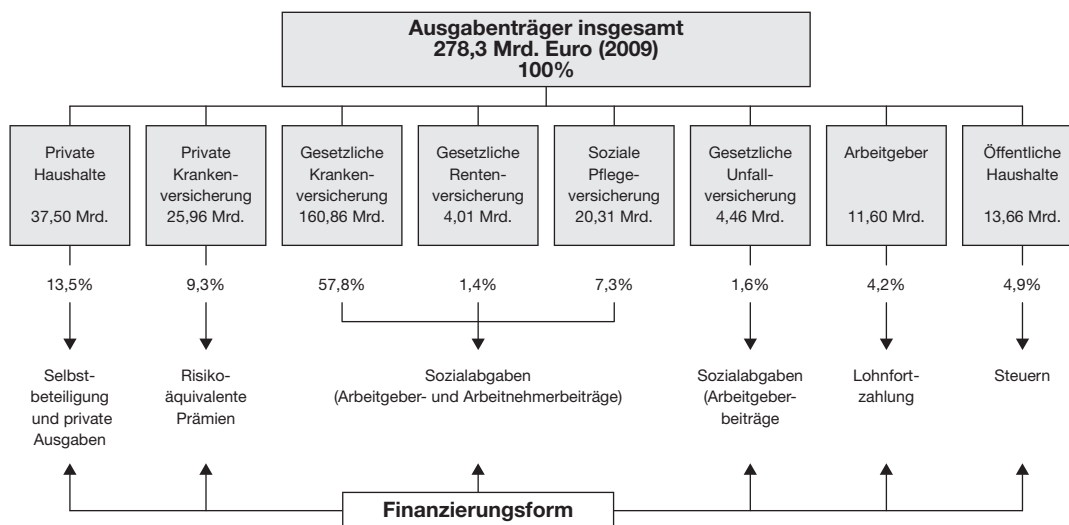 Ausgabenträger insgesamt
278,3 Mrd. Euro (2009)
100%
Private
Haushalte
37,50 Mrd.
Private
Kranken-
versicherung
25,96 Mrd.
Gesetzliche
Kranken-
versicherung
160,86 Mrd.
Gesetzliche
Renten-
versicherung
4,01 Mrd.
Soziale
Pflege-
versicherung
20,31 Mrd.
Gesetzliche
Unfall-
versicherung
4,46 Mrd.
Arbeitgeber
11,60 Mrd.
Öffentliche
Haushalte
13,66 Mrd.
13,5%
9,3%
57,8%
1,4%
7,3%
1,6%
4,2%
4,9%
Selbst-
beteiligung
und private
Ausgaben
Risiko-
äquivalente
Prämien
Sozialabgaben
(Arbeitgeber- und Arbeitnehmerbeiträge)
Sozialabgaben
(Arbeitgeber-
beiträge
Lohnfort-
zahlung
Steuern
Finanzierungsform